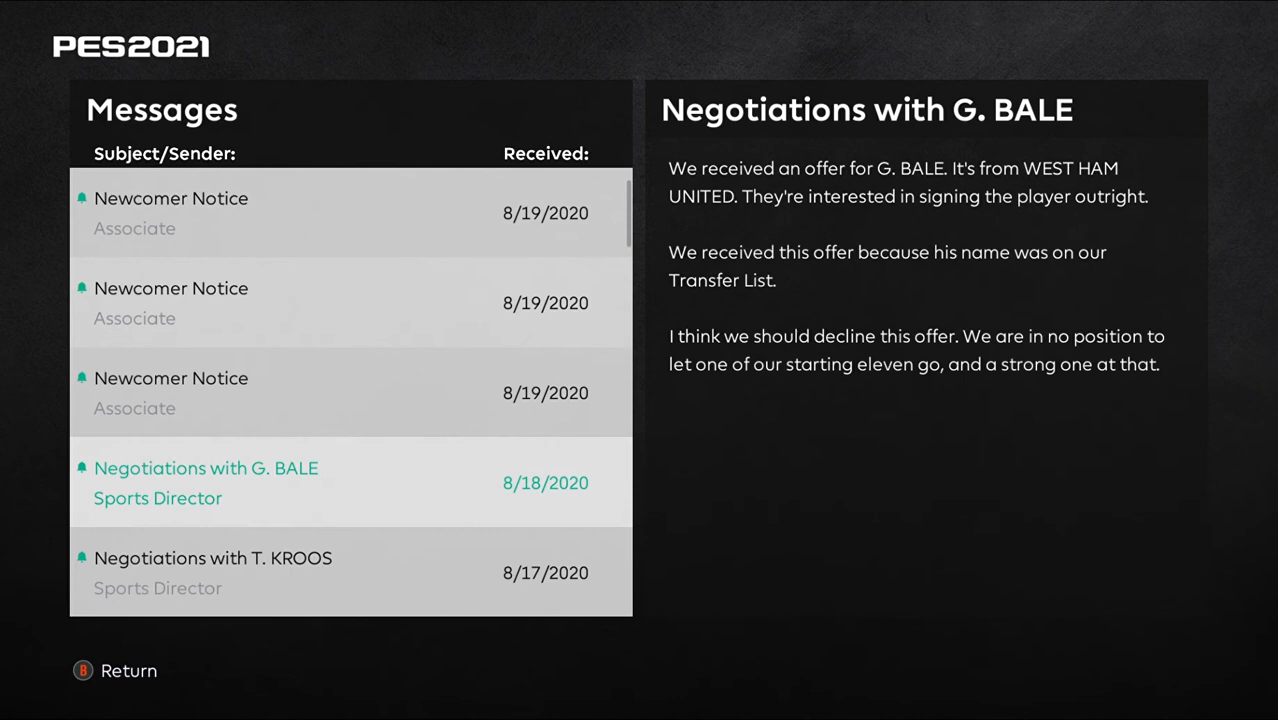 PES2021
Messages
Subject/Sender: Received:
Newcomer Notice
Associate
8/19/2020
Newcomer Notice
Associate
8/19/2020
Newcomer Notice
Associate
8/19/2020
Negotiations with G. BALE
Sports Director
8/18/2020
Negotiations with T. KROOS
Sports Director
8/17/2020
Negotiations with G. BALE
We received an offer for G. BALE. It's from WEST HAM
UNITED. They're interested in signing the player outright.
We received this offer because his name was on our
Transfer List.
I think we should decline this offer. We are in no position to
let one of our starting eleven go, and a strong one at that.
B Return